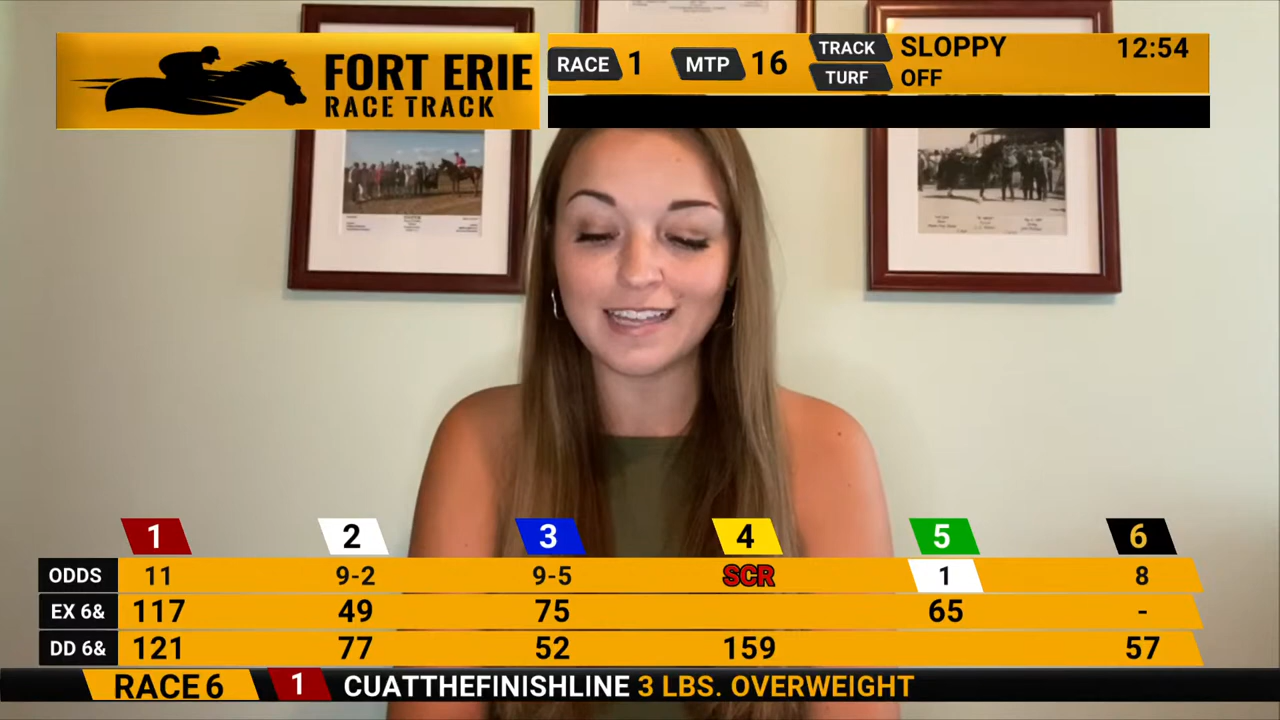 FORT ERIE
RACE TRACK
RACE 1 MTP 16
TRACK SLOPPY 12:54
TURF OFF
1 2 3 4 5 6
ODDS 11 9-2 9-5 SCR 1 8
EX 6& 117 49 75 65 -
DD 6& 121 77 52 159 57
RACE 6 1 CUATTHEFINISHLINE 3 LBS. OVERWEIGHT